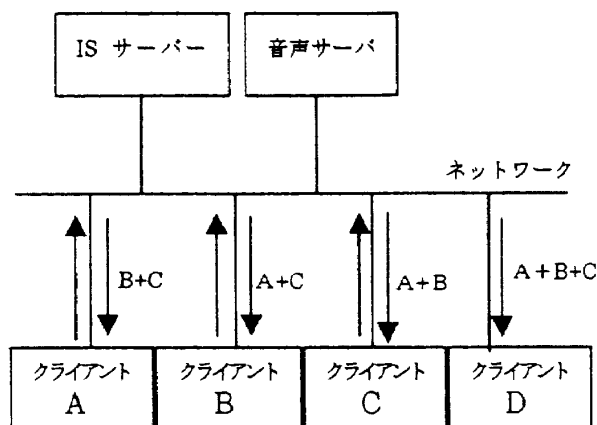 IS サーバー
音声サーバ
ネットワーク
B+C
A+C
A+B
A+B+C
クライアント
A
クライアント
B
クライアント
C
クライアント
D